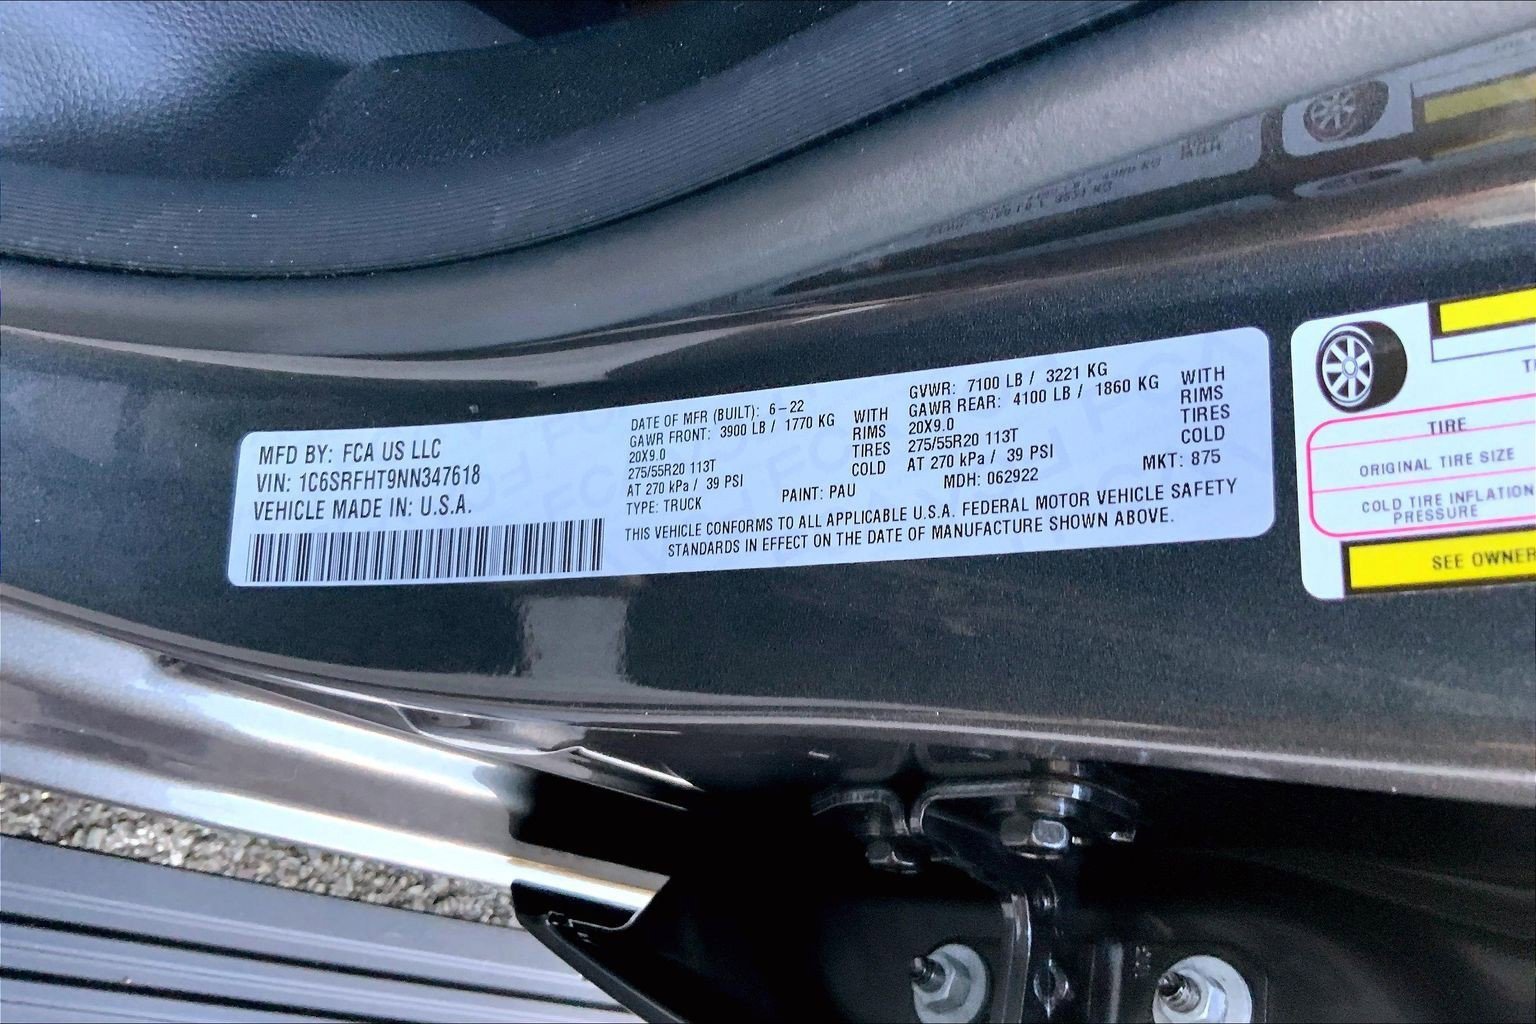 MFD BY: FCA US LLC
VIN: 1C6SRFHT9NN347618
VEHICLE MADE IN: U.S.A.
DATE OF MFR (BUILT): 6-22
GAWR FRONT: 3900 LB / 1770 KG
20X9.0
275/55R20 113T
AT 270 kPa / 39 PSI
TYPE: TRUCK
WITH
RIMS
TIRES
COLD
PAINT: PAU
GVWR: 7100 LB / 3221 KG
GAWR REAR: 4100 LB / 1860 KG
20X9.0
275/55R20 113T
AT 270 kPa / 39 PSI
MDH: 062922
WITH
RIMS
TIRES
COLD
MKT: 875
THIS VEHICLE CONFORMS TO ALL APPLICABLE U.S.A. FEDERAL MOTOR VEHICLE SAFETY
STANDARDS IN EFFECT ON THE DATE OF MANUFACTURE SHOWN ABOVE.
TIRE
ORIGINAL TIRE SIZE
COLD TIRE INFLATION
PRESSURE
SEE OWNER